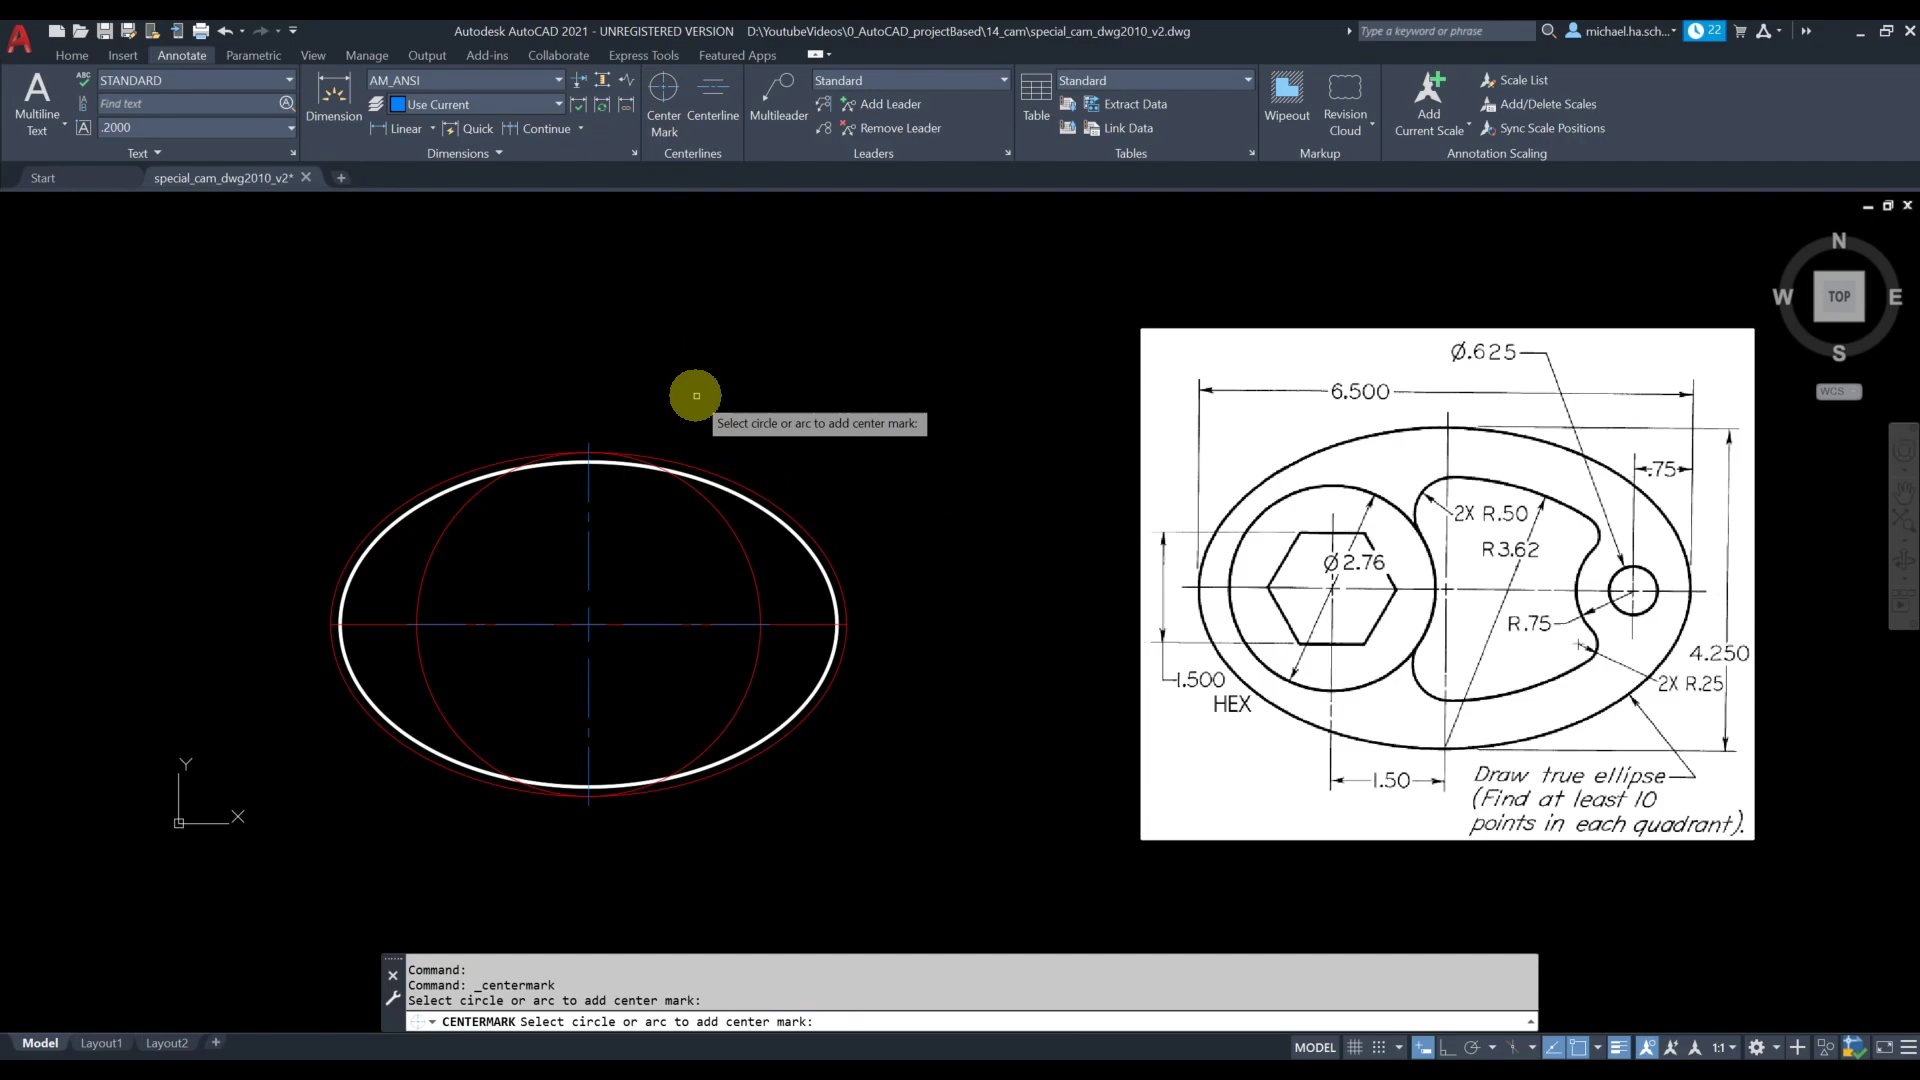 Autodesk AutoCAD 2021 - UNREGISTERED VERSION D:\YoutubeVideos\0_AutoCAD_projectBased\14_cam\special_cam_dwg2010_v2.dwg
Type a keyword or phrase
michael.ha.sch...
22
Home Insert Annotate Parametric View Manage Output Add-ins Collaborate Express Tools Featured Apps
Multiline
Text
ABC
STANDARD
Find text
.2000
Text
Dimension
AM_ANSI
Use Current
Linear Quick Continue
Dimensions
Center
Mark
Centerline
Centerlines
Multileader
Standard
Add Leader
Remove Leader
Leaders
Table
Standard
Extract Data
Link Data
Tables
Wipeout
Revision
Cloud
Markup
Add
Current Scale
Scale List
Add/Delete Scales
Sync Scale Positions
Annotation Scaling
Start
special_cam_dwg2010_v2*
N
W
TOP
E
S
WCS
Select circle or arc to add center mark:
Ø.625
6.500
.75
2X R.50
R3.62
Ø 2.76
R.75
4.250
1.500
HEX
2X R.25
1.50
Draw true ellipse
(Find at least 10
points in each quadrant).
Y
X
Command:
Command: _centermark
Select circle or arc to add center mark:
CENTERMARK Select circle or arc to add center mark:
Model Layout1 Layout2
MODEL
1:1